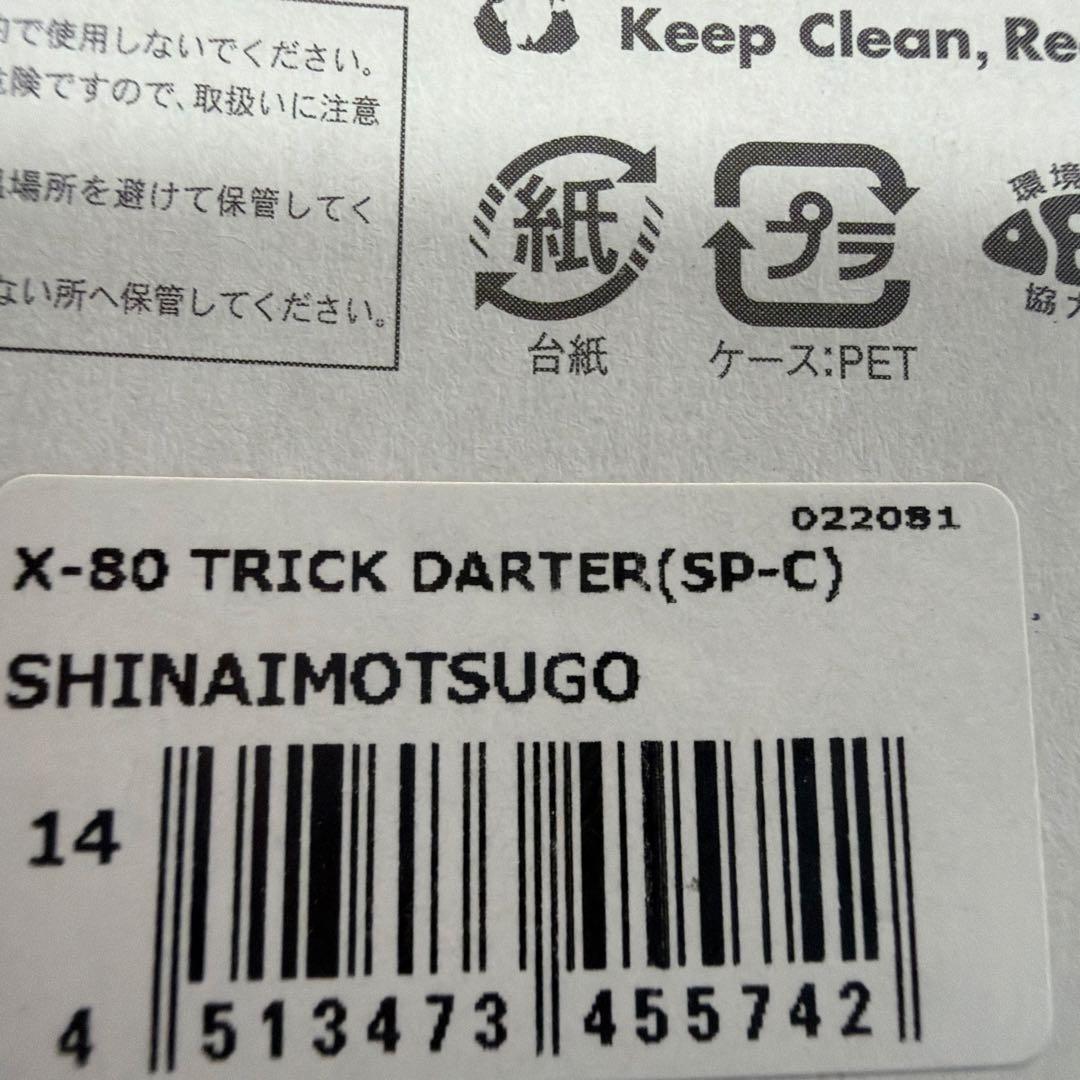 で使用しないでください。
険ですので、取扱いに注意
場所を避けて保管してく
ない所へ保管してください。
Keep Clean, Re
紙
台紙
プラ
ケース:PET
環境
協
022081
X-80 TRICK DARTER(SP-C)
SHINAIMOTSUGO
14
4 513473 455742